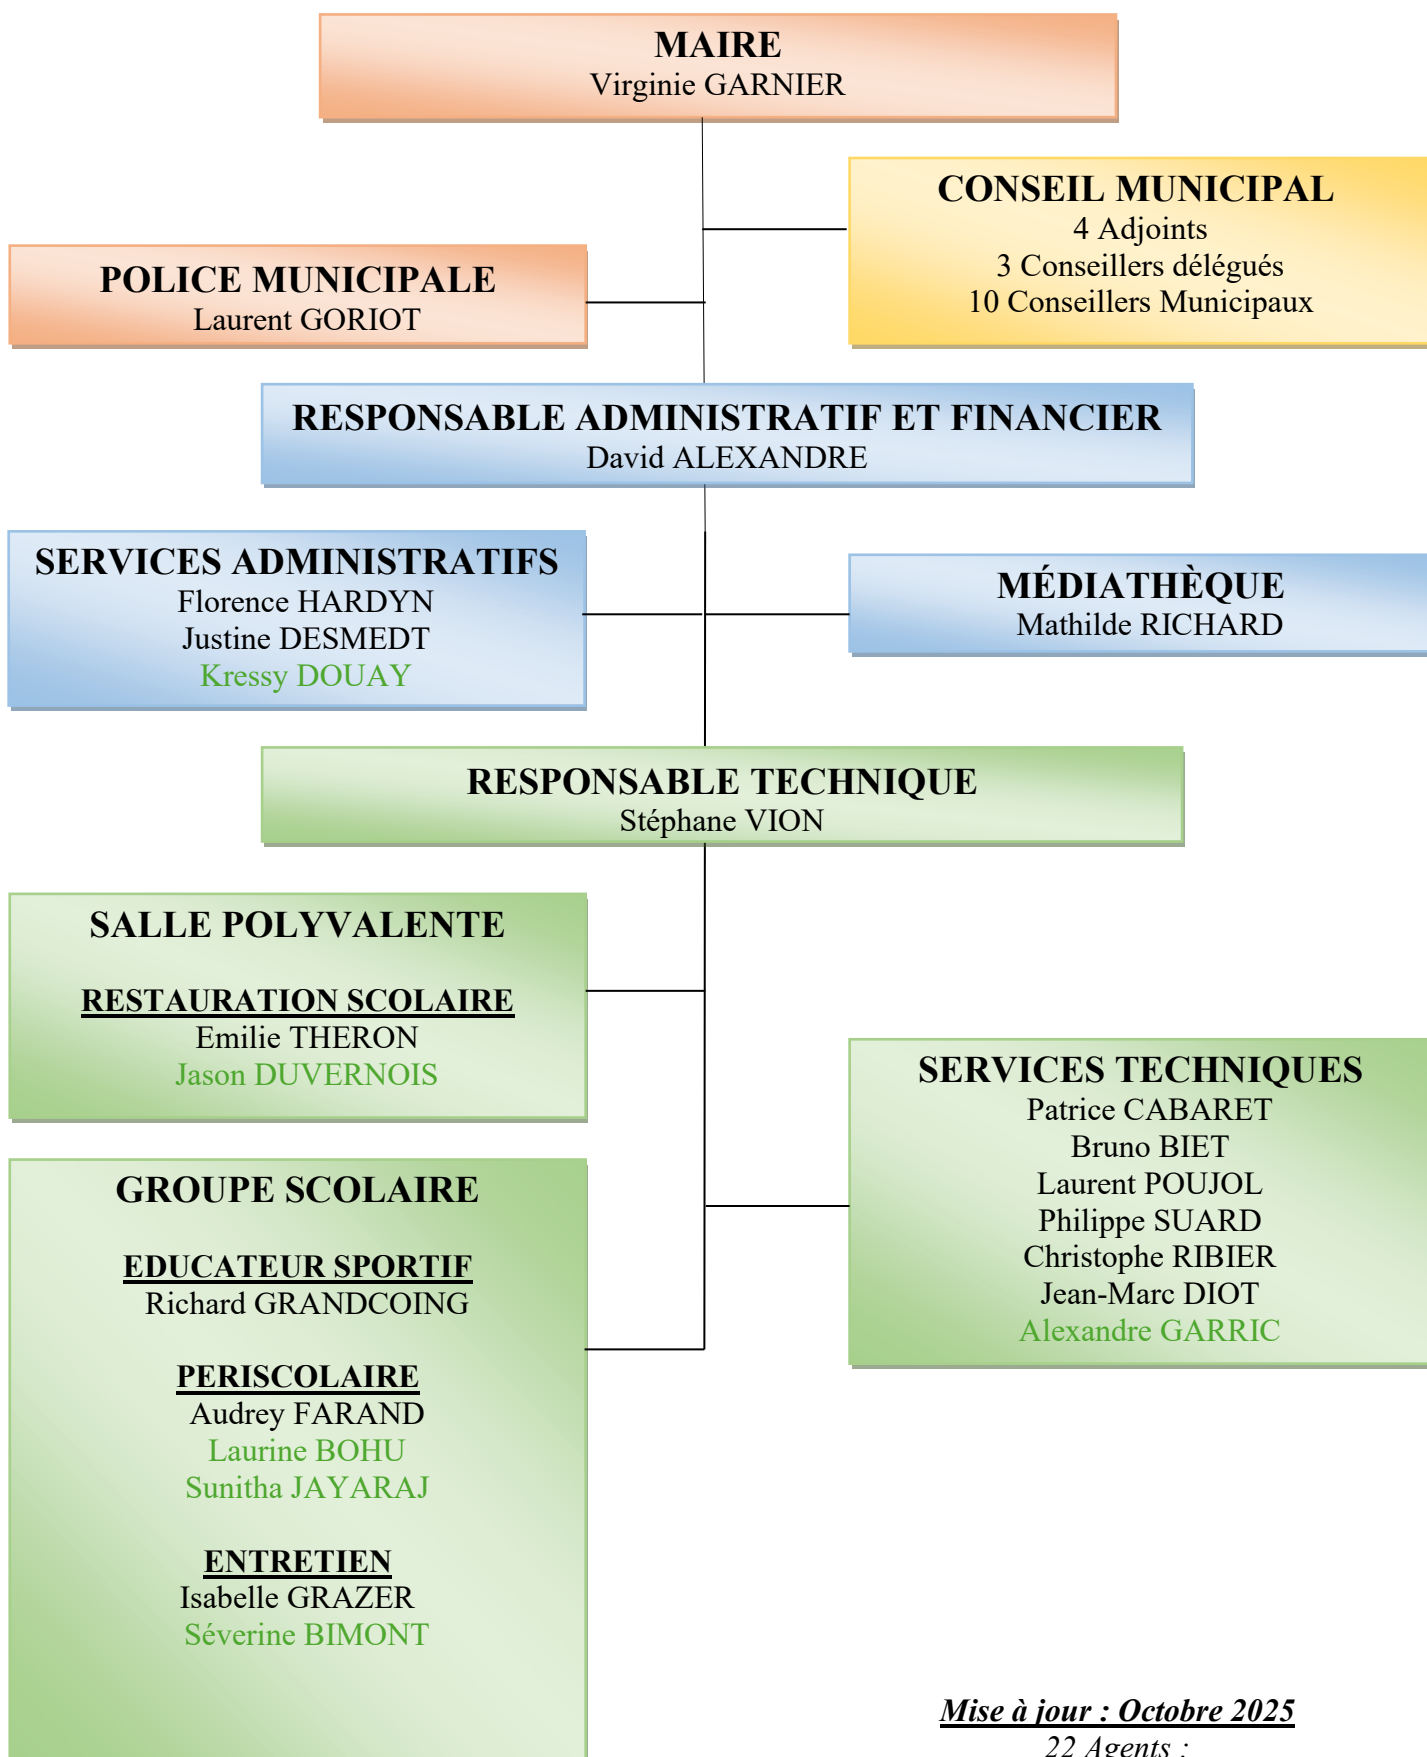 MAIRE
Virginie GARNIER
CONSEIL MUNICIPAL
4 Adjoints
3 Conseillers délégués
10 Conseillers Municipaux
POLICE MUNICIPALE
Laurent GORIOT
RESPONSABLE ADMINISTRATIF ET FINANCIER
David ALEXANDRE
SERVICES ADMINISTRATIFS
Florence HARDYN
Justine DESMEDT
Kressy DOUAY
MÉDIATHÈQUE
Mathilde RICHARD
RESPONSABLE TECHNIQUE
Stéphane VION
SALLE POLYVALENTE
RESTAURATION SCOLAIRE
Emilie THERON
Jason DUVERNOIS
SERVICES TECHNIQUES
Patrice CABARET
Bruno BIET
Laurent POUJOL
Philippe SUARD
Christophe RIBIER
Jean-Marc DIOT
Alexandre GARRIC
GROUPE SCOLAIRE
EDUCATEUR SPORTIF
Richard GRANDCOING
PERISCOLAIRE
Audrey FARAND
Laurine BOHU
Sunitha JAYARAJ
ENTRETIEN
Isabelle GRAZER
Séverine BIMONT
Mise à jour : Octobre 2025
22 Agents :